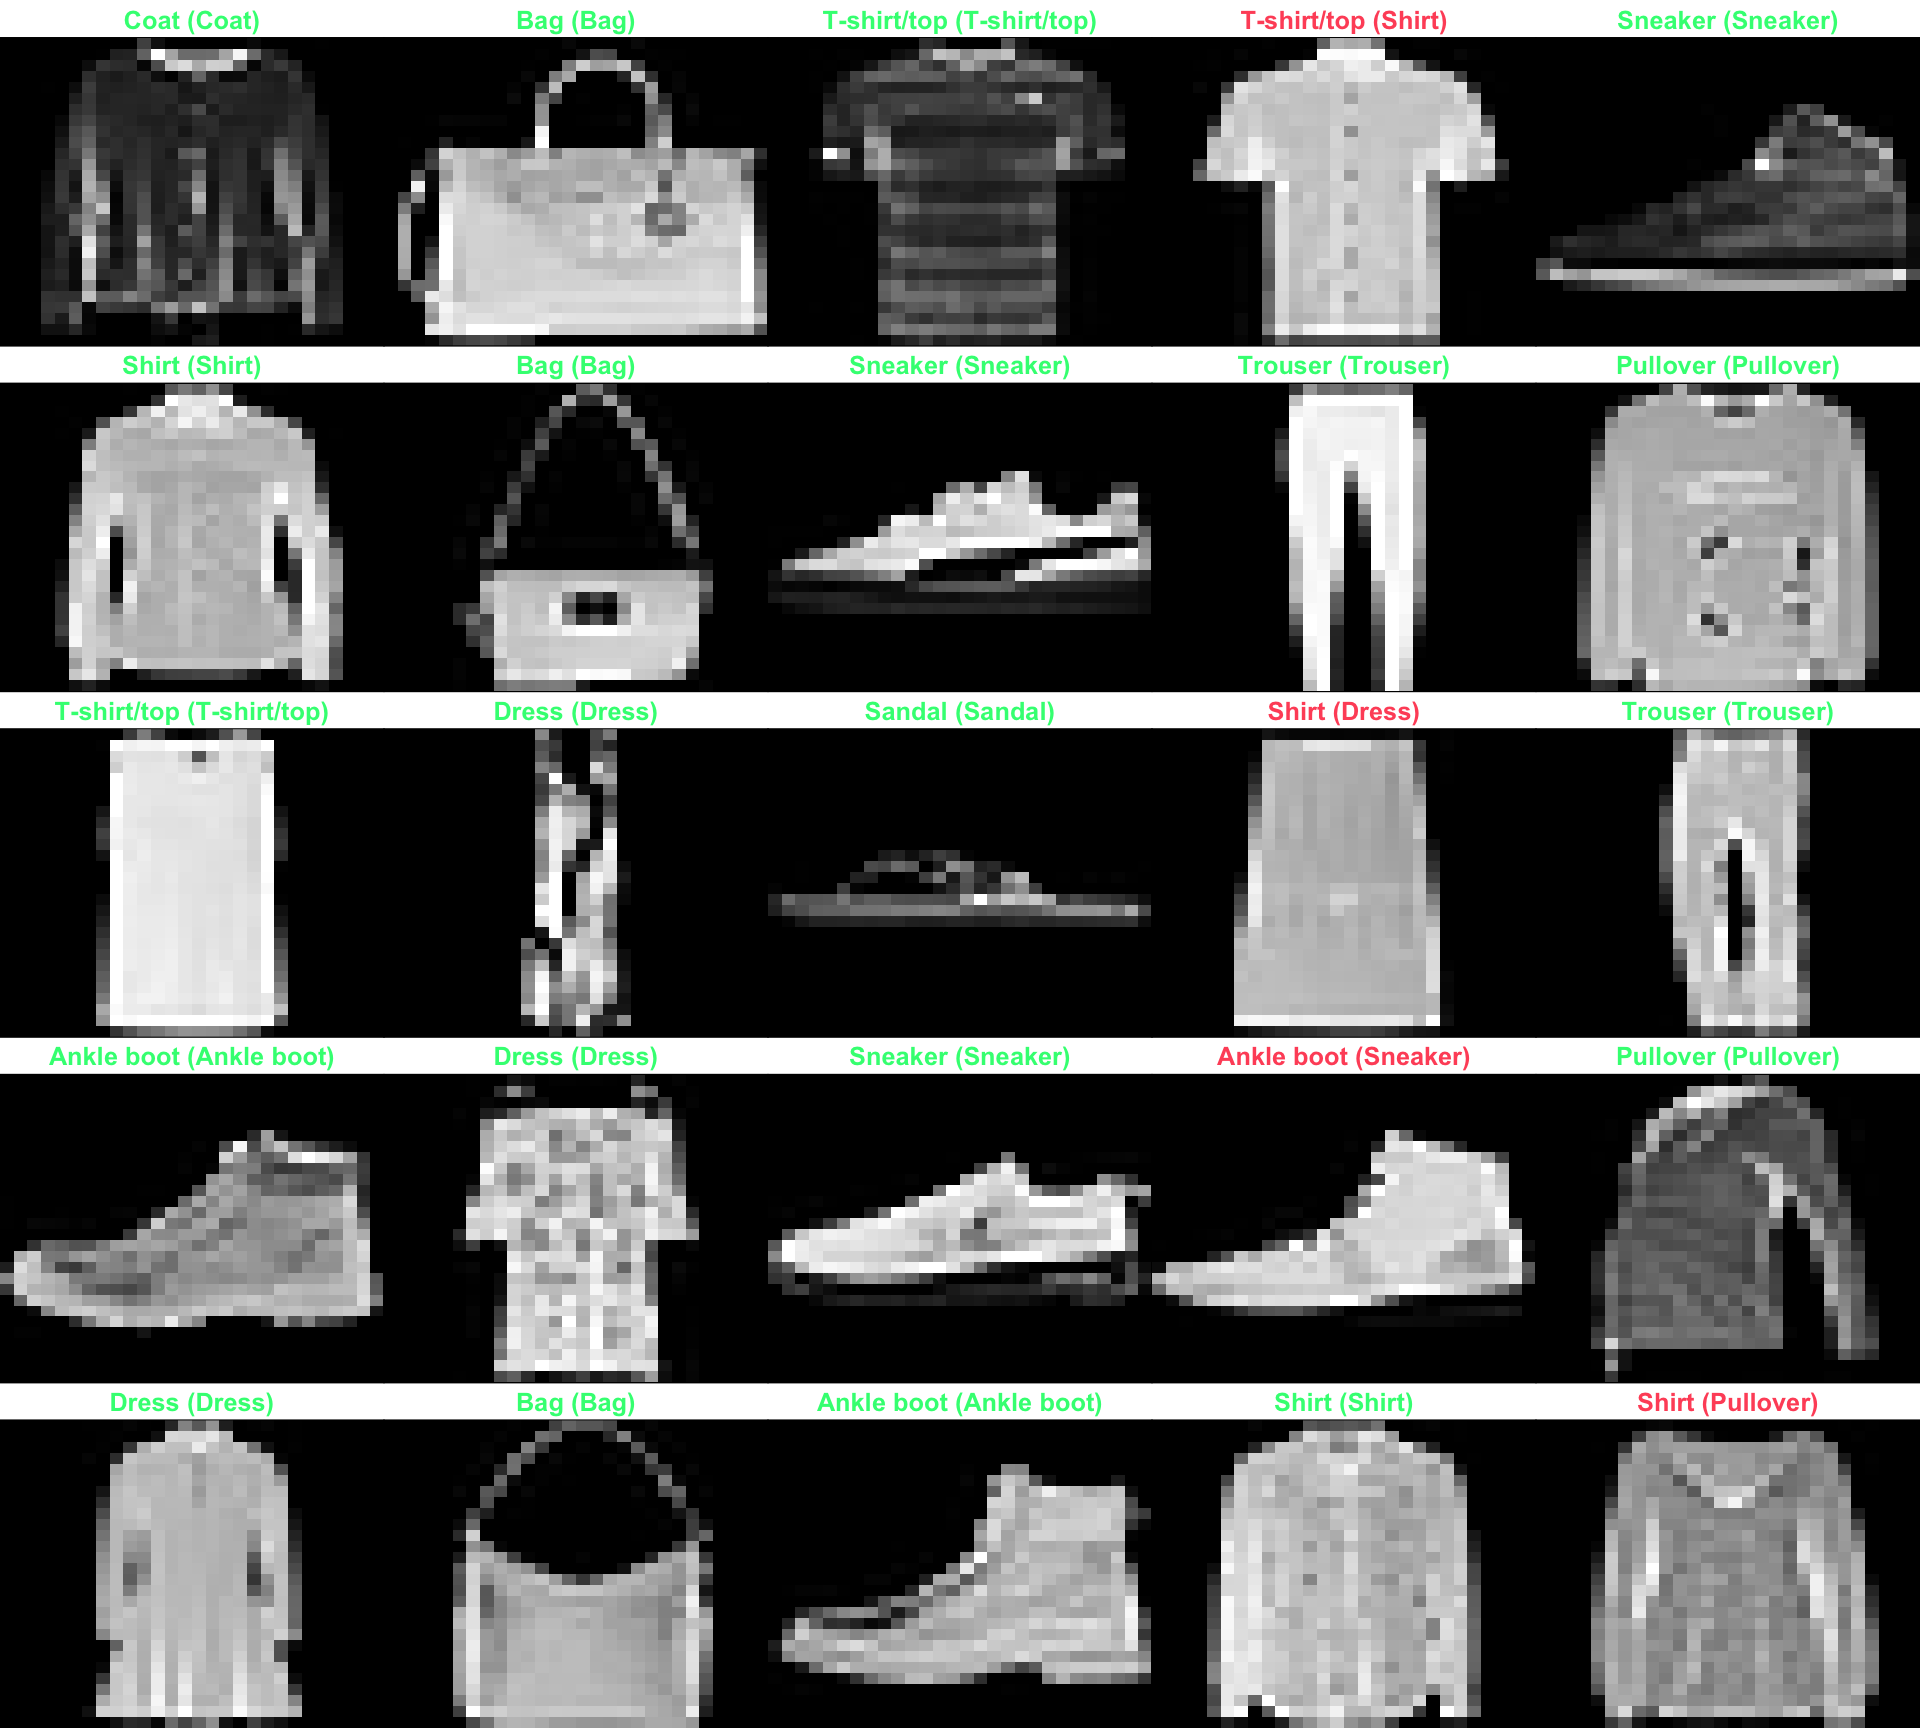 Coat (Coat)
Bag (Bag)
T-shirt/top (T-shirt/top)
T-shirt/top (Shirt)
Sneaker (Sneaker)
Shirt (Shirt)
Bag (Bag)
Sneaker (Sneaker)
Trouser (Trouser)
Pullover (Pullover)
T-shirt/top (T-shirt/top)
Dress (Dress)
Sandal (Sandal)
Shirt (Dress)
Trouser (Trouser)
Ankle boot (Ankle boot)
Dress (Dress)
Sneaker (Sneaker)
Ankle boot (Sneaker)
Pullover (Pullover)
Dress (Dress)
Bag (Bag)
Ankle boot (Ankle boot)
Shirt (Shirt)
Shirt (Pullover)